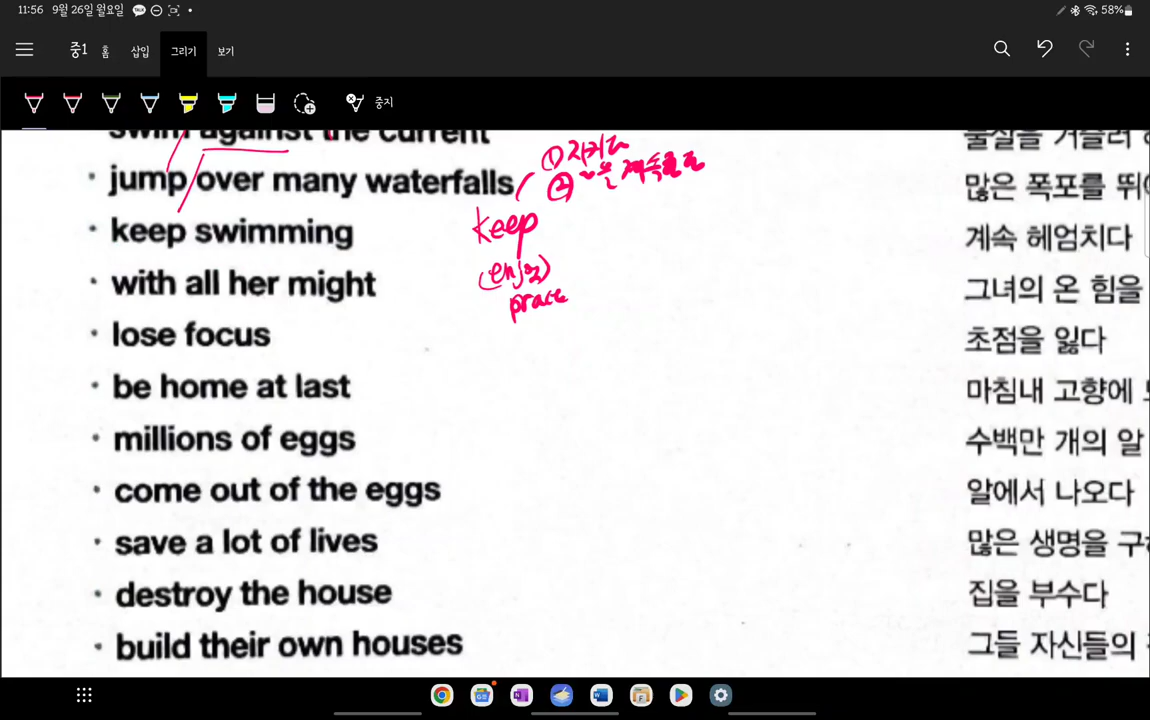 11:56 9월 26일 월요일 TALK 58%
중1 홈 삽입 그리기 보기
중지
swim against the current 물살을 거슬러
① 지키다
jump over many waterfalls 많은 폭포를 뛰어
② ~을 계속
keep
keep swimming 계속 헤엄치다
(enjoy)
with all her might 그녀의 온 힘을
prac
lose focus 초점을 잃다
be home at last 마침내 고향에
millions of eggs 수백만 개의 알
come out of the eggs 알에서 나오다
save a lot of lives 많은 생명을 구
destroy the house 집을 부수다
build their own houses 그들 자신들의